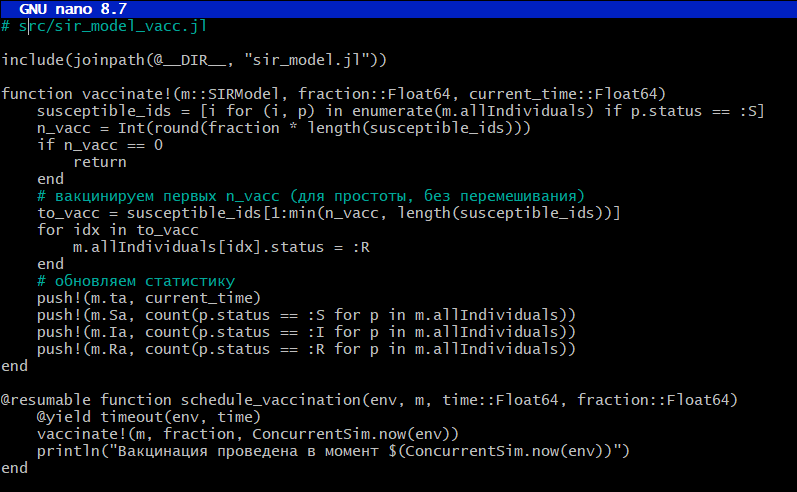 GNU nano 8.7
# src/sir_model_vacc.jl
include(joinpath(@__DIR__, "sir_model.jl"))
function vaccinate!(m::SIRModel, fraction::Float64, current_time::Float64)
    susceptible_ids = [i for (i, p) in enumerate(m.allIndividuals) if p.status == :S]
    n_vacc = Int(round(fraction * length(susceptible_ids)))
    if n_vacc == 0
        return
    end
    # вакцинируем первых n_vacc (для простоты, без перемешивания)
    to_vacc = susceptible_ids[1:min(n_vacc, length(susceptible_ids))]
    for idx in to_vacc
        m.allIndividuals[idx].status = :R
    end
    # обновляем статистику
    push!(m.ta, current_time)
    push!(m.Sa, count(p.status == :S for p in m.allIndividuals))
    push!(m.Ia, count(p.status == :I for p in m.allIndividuals))
    push!(m.Ra, count(p.status == :R for p in m.allIndividuals))
end
@resumable function schedule_vaccination(env, m, time::Float64, fraction::Float64)
    @yield timeout(env, time)
    vaccinate!(m, fraction, ConcurrentSim.now(env))
    println("Вакцинация проведена в момент $(ConcurrentSim.now(env))")
end